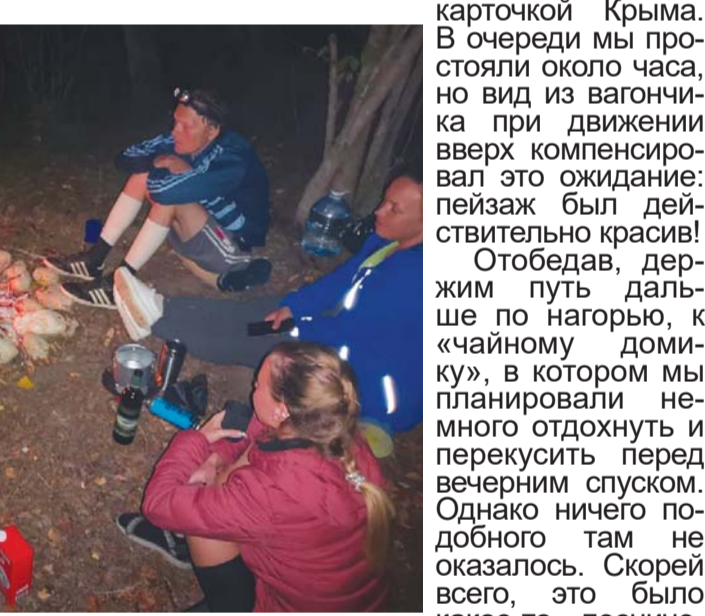 карточкой Крыма.
В очереди мы про-
стояли около часа,
но вид из вагончи-
ка при движении
вверх компенсиро-
вал это ожидание:
пейзаж был дей-
ствительно красив!
Отобедав, дер-
жим путь даль-
ше по нагорью, к
«чайному доми-
ку», в котором мы
планировали не-
много отдохнуть и
перекусить перед
вечерним спуском.
Однако ничего по-
добного там не
оказалось. Скорей
всего, это было